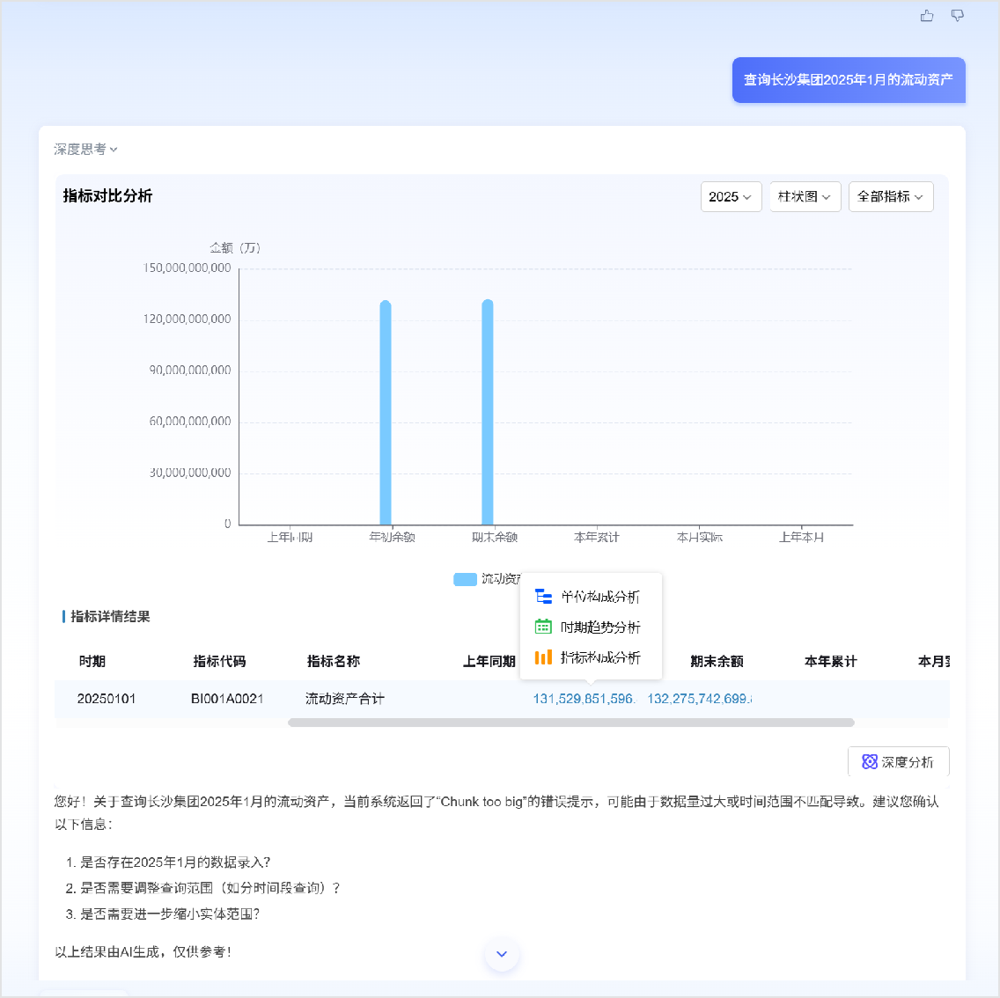 查询长沙集团2025年1月的流动资产
深度思考
指标对比分析
2025
柱状图
全部指标
金额（万）
150,000,000,000
120,000,000,000
90,000,000,000
60,000,000,000
30,000,000,000
0
上年同期 年初余额 期末余额 本年累计 本月实际 上年本月
流动资产
单位构成分析
时期趋势分析
指标构成分析
指标详情结果
时期 指标代码 指标名称 上年同期 期末余额 本年累计 本月实
20250101 BI001A0021 流动资产合计 131,529,851,596. 132,275,742,699.
深度分析
您好！关于查询长沙集团2025年1月的流动资产，当前系统返回了“Chunk too big”的错误提示，可能由于数据量过大或时间范围不匹配导致。建议您确认
以下信息：
1. 是否存在2025年1月的数据录入？
2. 是否需要调整查询范围（如分时间段查询）？
3. 是否需要进一步缩小实体范围？
以上结果由AI生成，仅供参考！